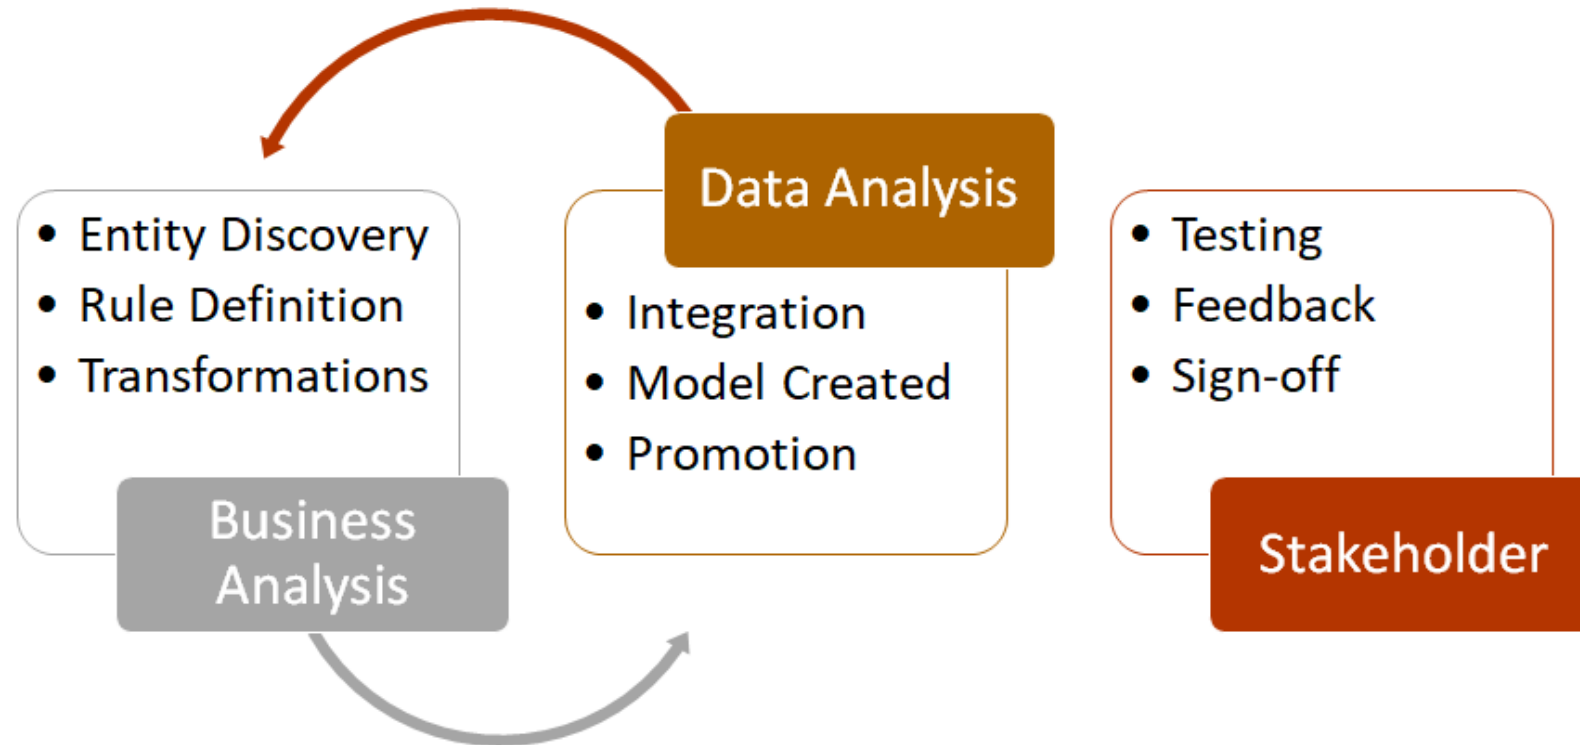 • Entity Discovery
• Rule Definition
• Transformations
Business
Analysis
Data Analysis
• Integration
• Model Created
• Promotion
• Testing
• Feedback
• Sign-off
Stakeholder